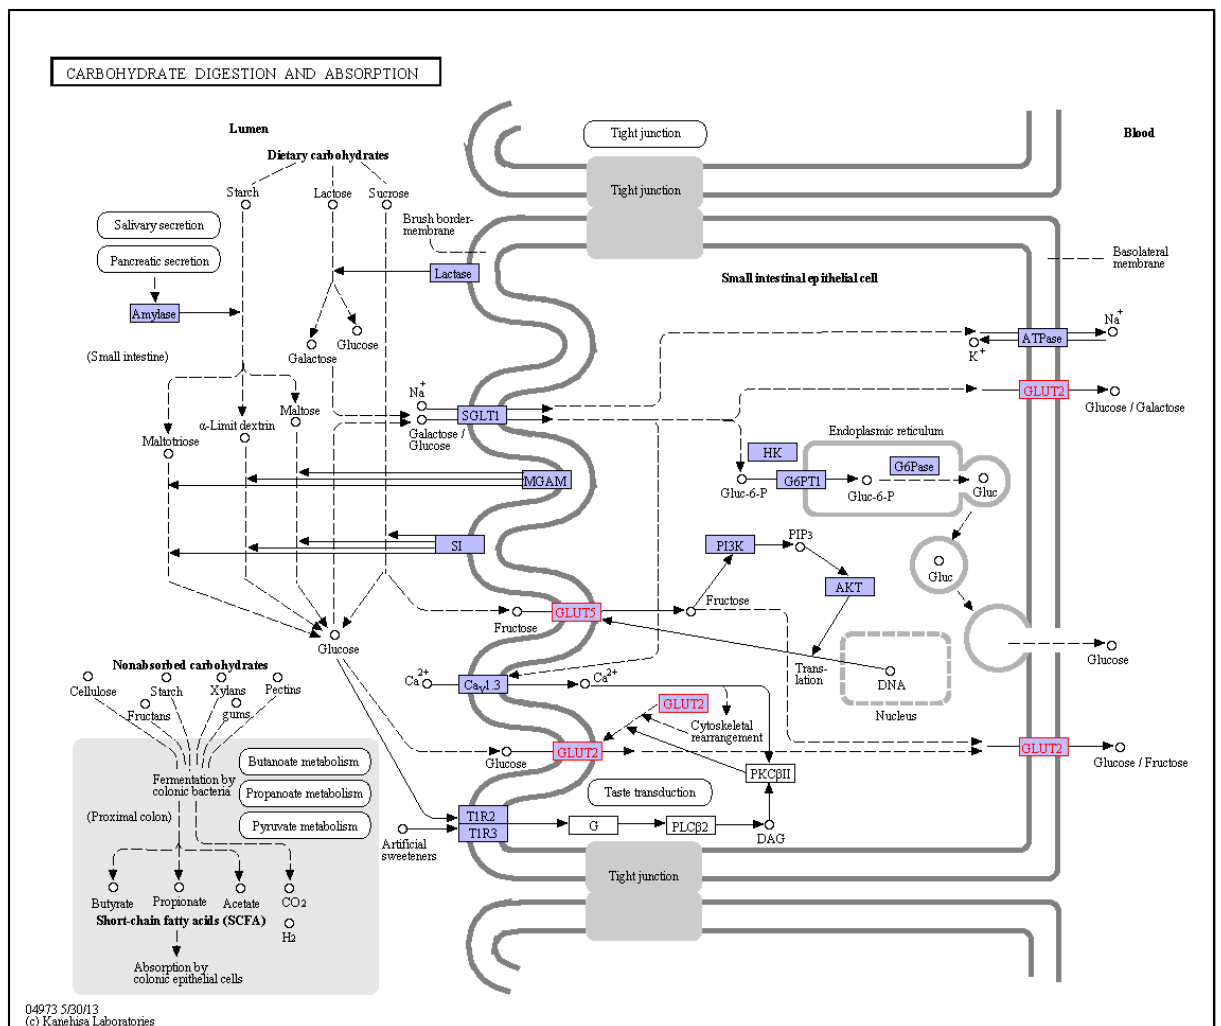 CARBOHYDRATE DIGESTION AND ABSORPTION
Lumen
Tight junction
Blood
Dietary carbohydrates
Starch
Lactose
Sucrose
Tight junction
Salivary secretion
Brush border-
membrane
Pancreatic secretion
Basolateral
membrane
Lactase
Small intestinal epithelial cell
Amylase
Na+
Glucose
ATPase
(Small intestine)
Galactose
K+
Na+
GLUT2
Maltose
SGLT1
Glucose / Galactose
α-Limit dextrin
Galactose /
Glucose
Endoplasmic reticulum
Maltotriose
HK
G6Pase
MGAM
G6PT1
Gluc-6-P
Gluc-6-P
Gluc
SI
PI3K
PIP3
Gluc
AKT
Fructose
GLUT5
Fructose
Glucose
Glucose
Trans-
lation
DNA
Nucleus
Nonabsorbed carbohydrates
Cellulose
Starch
Xylans
Pectins
Fructans
gums
Ca2+
Cav1.3
Ca2+
GLUT2
Cytoskeletal
rearrangement
GLUT2
Glucose
GLUT2
Glucose / Fructose
Butanoate metabolism
Fermentation by
colonic bacteria
Propanoate metabolism
PKCβII
Taste transduction
(Proximal colon)
Pyruvate metabolism
T1R2
T1R3
G
PLCβ2
DAG
Artificial
sweeteners
Tight junction
Butyrate
Propionate
Acetate
CO2
Short-chain fatty acids (SCFA)
H2
Absorption by
colonic epithelial cells
04973 5/30/13
(c) Kanehisa Laboratories